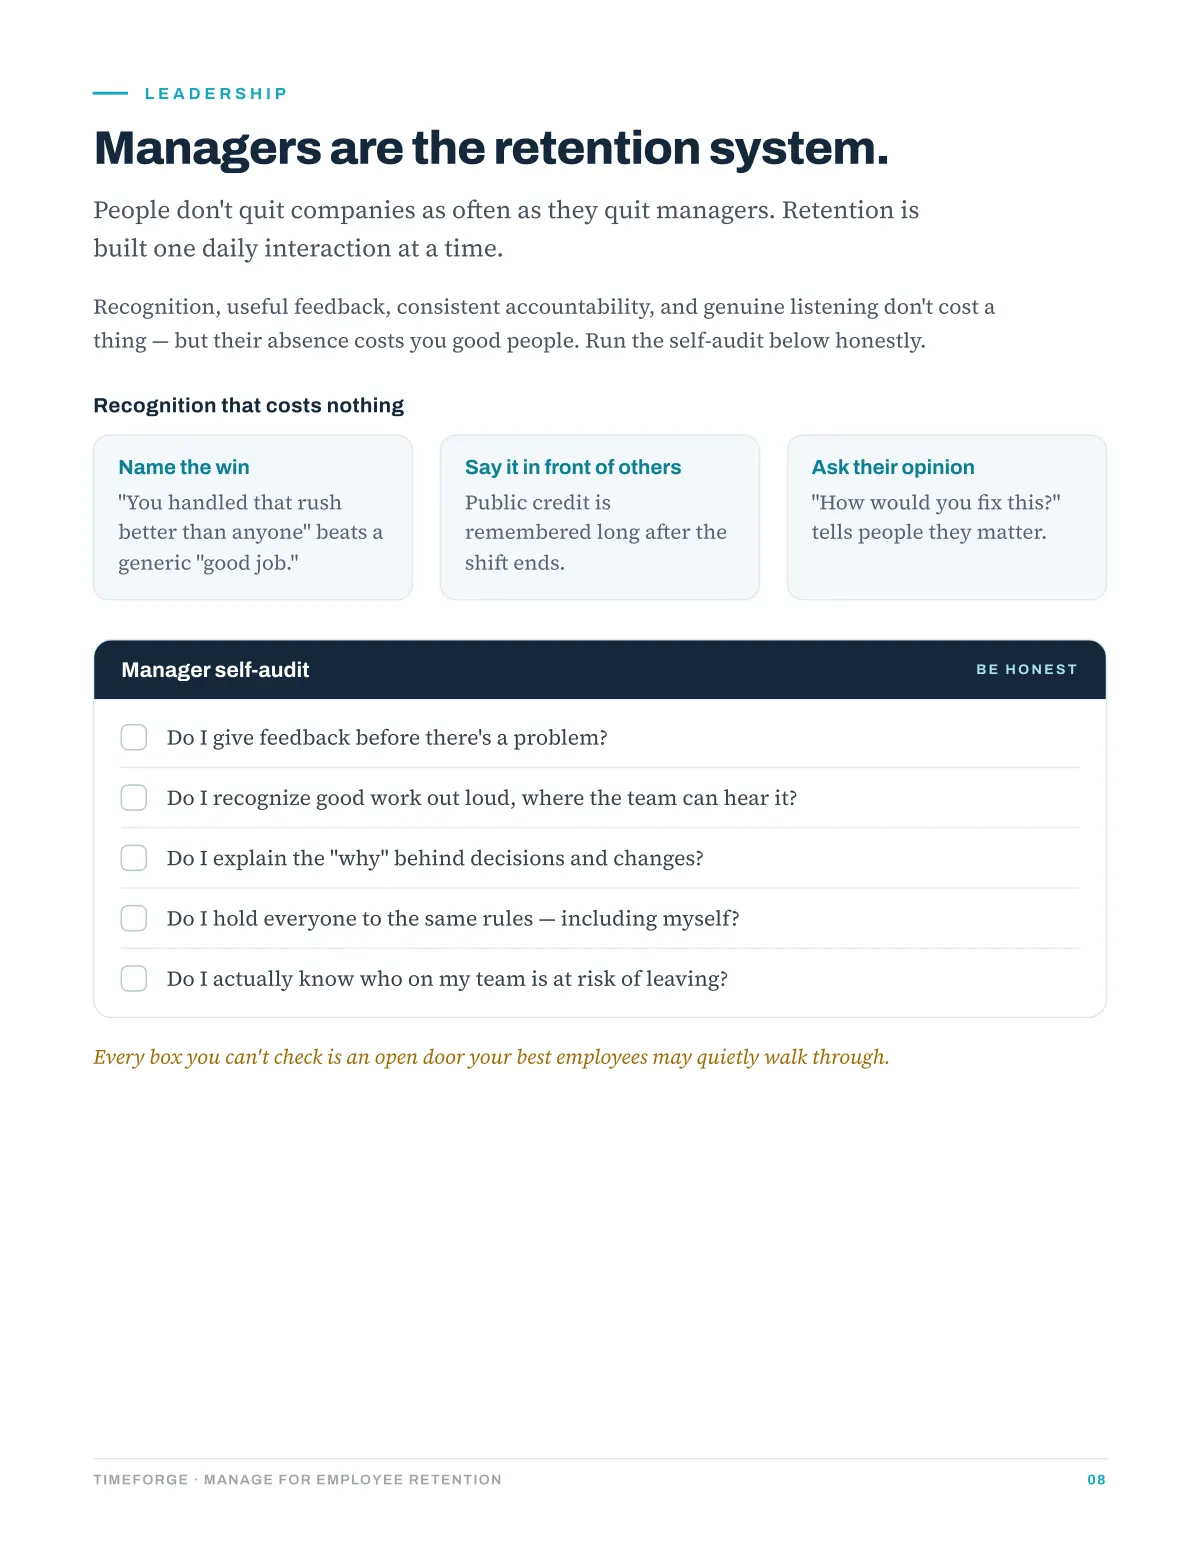 LEADERSHIP
Managers are the retention system.
People don't quit companies as often as they quit managers. Retention is
built one daily interaction at a time.
Recognition, useful feedback, consistent accountability, and genuine listening don't cost a
thing — but their absence costs you good people. Run the self-audit below honestly.
Recognition that costs nothing
Name the win
"You handled that rush
better than anyone" beats a
generic "good job."
Say it in front of others
Public credit is
remembered long after the
shift ends.
Ask their opinion
"How would you fix this?"
tells people they matter.
Manager self-audit
BE HONEST
Do I give feedback before there's a problem?
Do I recognize good work out loud, where the team can hear it?
Do I explain the "why" behind decisions and changes?
Do I hold everyone to the same rules — including myself?
Do I actually know who on my team is at risk of leaving?
Every box you can't check is an open door your best employees may quietly walk through.
TIMEFORGE · MANAGE FOR EMPLOYEE RETENTION
08